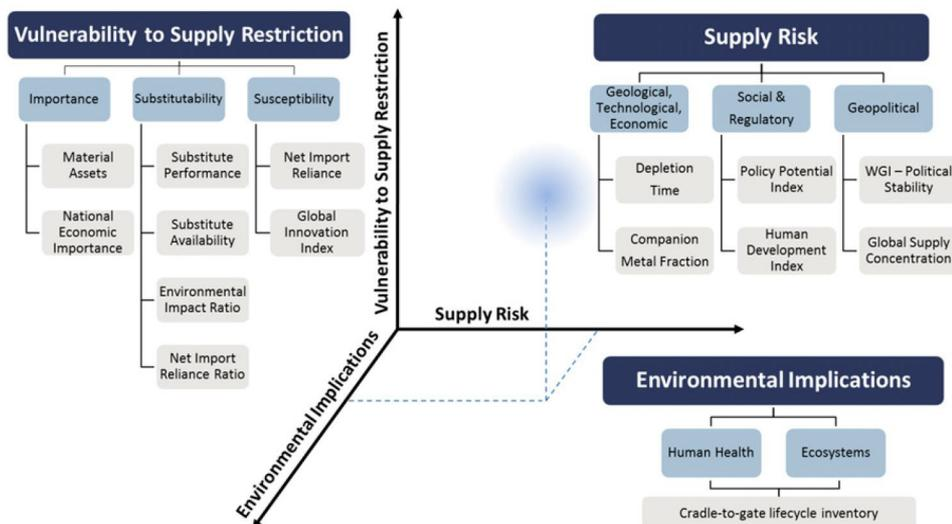 Vulnerability to Supply Restriction
Importance
Substitutability
Susceptibility
Material
Assets
National
Economic
Importance
Substitute
Performance
Substitute
Availability
Environmental
Impact Ratio
Net Import
Reliance Ratio
Net Import
Reliance
Global
Innovation
Index
Vulnerability to Supply Restriction
Supply Risk
Environmental Implications
Supply Risk
Geological,
Technological,
Economic
Social &
Regulatory
Geopolitical
Depletion
Time
Companion
Metal Fraction
Policy Potential
Index
Human
Development
Index
WGI – Political
Stability
Global Supply
Concentration
Environmental Implications
Human Health
Ecosystems
Cradle-to-gate lifecycle inventory